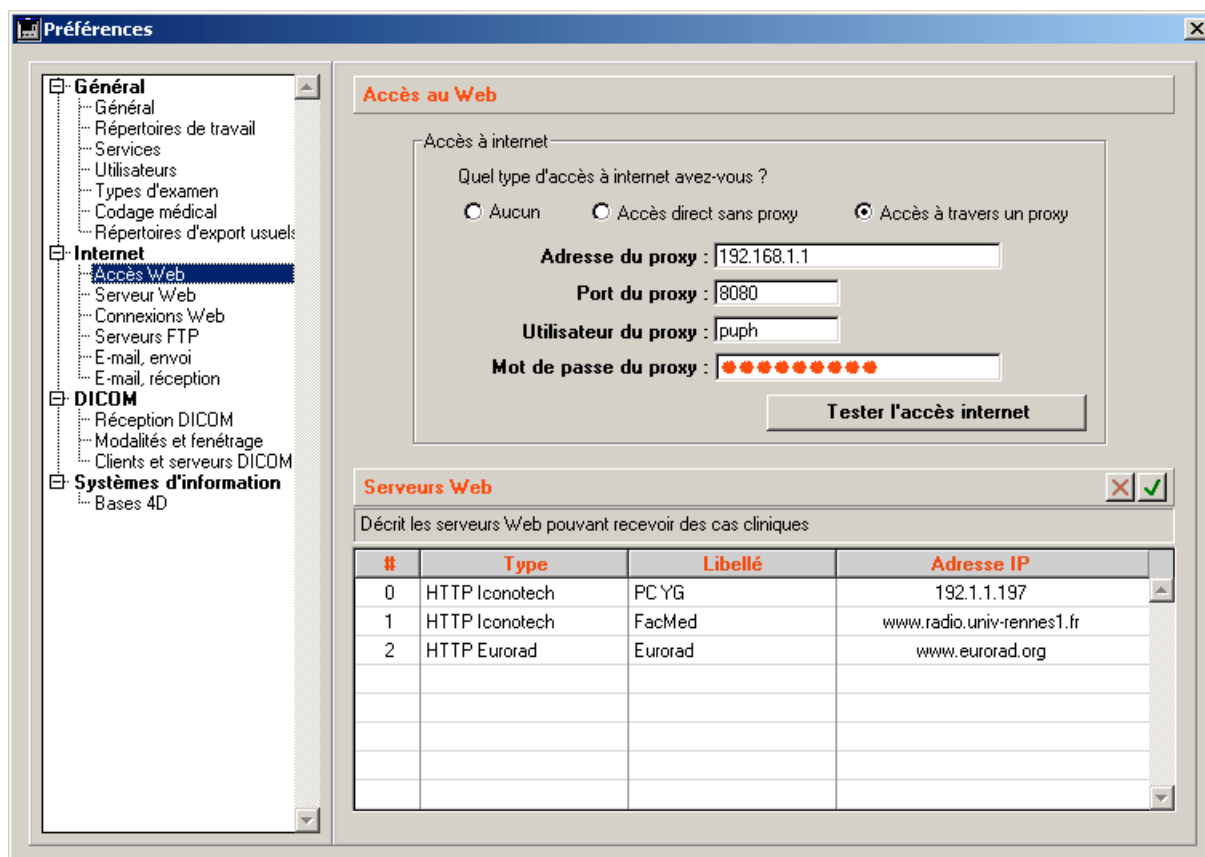 Préférences
Général
Général
Répertoires de travail
Services
Utilisateurs
Types d'examen
Codage médical
Répertoires d'export usuels
Internet
Accès Web
Serveur Web
Connexions Web
Serveurs FTP
E-mail, envoi
E-mail, réception
DICOM
Réception DICOM
Modalités et fenétrage
Clients et serveurs DICOM
Systèmes d'information
Bases 4D
Accès au Web
Accès à internet
Quel type d'accès à internet avez-vous ?
Aucun Accès direct sans proxy Accès à travers un proxy
Adresse du proxy : 192.168.1.1
Port du proxy : 8080
Utilisateur du proxy : puph
Mot de passe du proxy :
Tester l'accès internet
Serveurs Web
Décrit les serveurs Web pouvant recevoir des cas cliniques
# Type Libellé Adresse IP
0 HTTP Iconotech PC YG 192.1.1.197
1 HTTP Iconotech FacMed www.radio.univ-rennes1.fr
2 HTTP Eurorad Eurorad www.eurorad.org